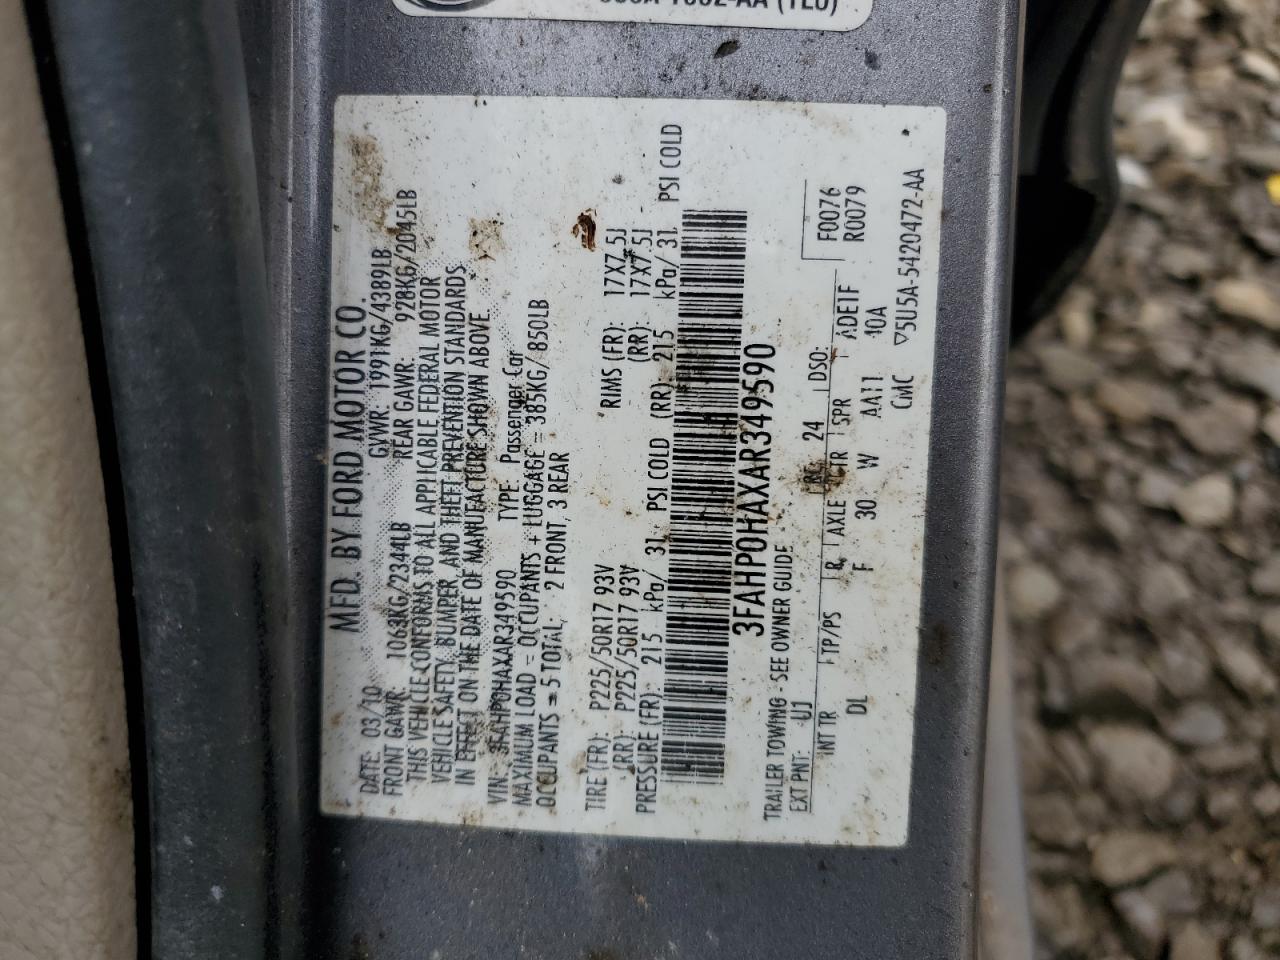 MFD. BY FORD MOTOR CO.
DATE: 03/10 GVWR: 1991KG/4389LB
FRONT GAWR: 1063KG/2344LB REAR GAWR: 928KG/2045LB
THIS VEHICLE CONFORMS TO ALL APPLICABLE FEDERAL MOTOR
VEHICLE SAFETY, BUMPER, AND THEFT PREVENTION STANDARDS
IN EFFECT ON THE DATE OF MANUFACTURE SHOWN ABOVE.
VIN: 3FAHP0HAXAR349590 TYPE: Passenger Car
MAXIMUM LOAD = OCCUPANTS + LUGGAGE = 385KG/ 850LB
OCCUPANTS = 5 TOTAL; 2 FRONT, 3 REAR
TIRE (FR): P225/50R17 93V RIMS (FR): 17X7.5J
(RR): P225/50R17 93V (RR): 17X7.5J
PRESSURE (FR): 215 kPa/ 31 PSI COLD (RR): 215 kPa/ 31 PSI COLD
3FAHP0HAXAR349590
TRAILER TOWING - SEE OWNER GUIDE
F0076
R0079
EXT PNT: UJ 24 DSO:
INT TR TP/PS R AXLE TR SPR ADE1F
DL F 30 W AA11 10A
CMC 5U5A-5420472-AA